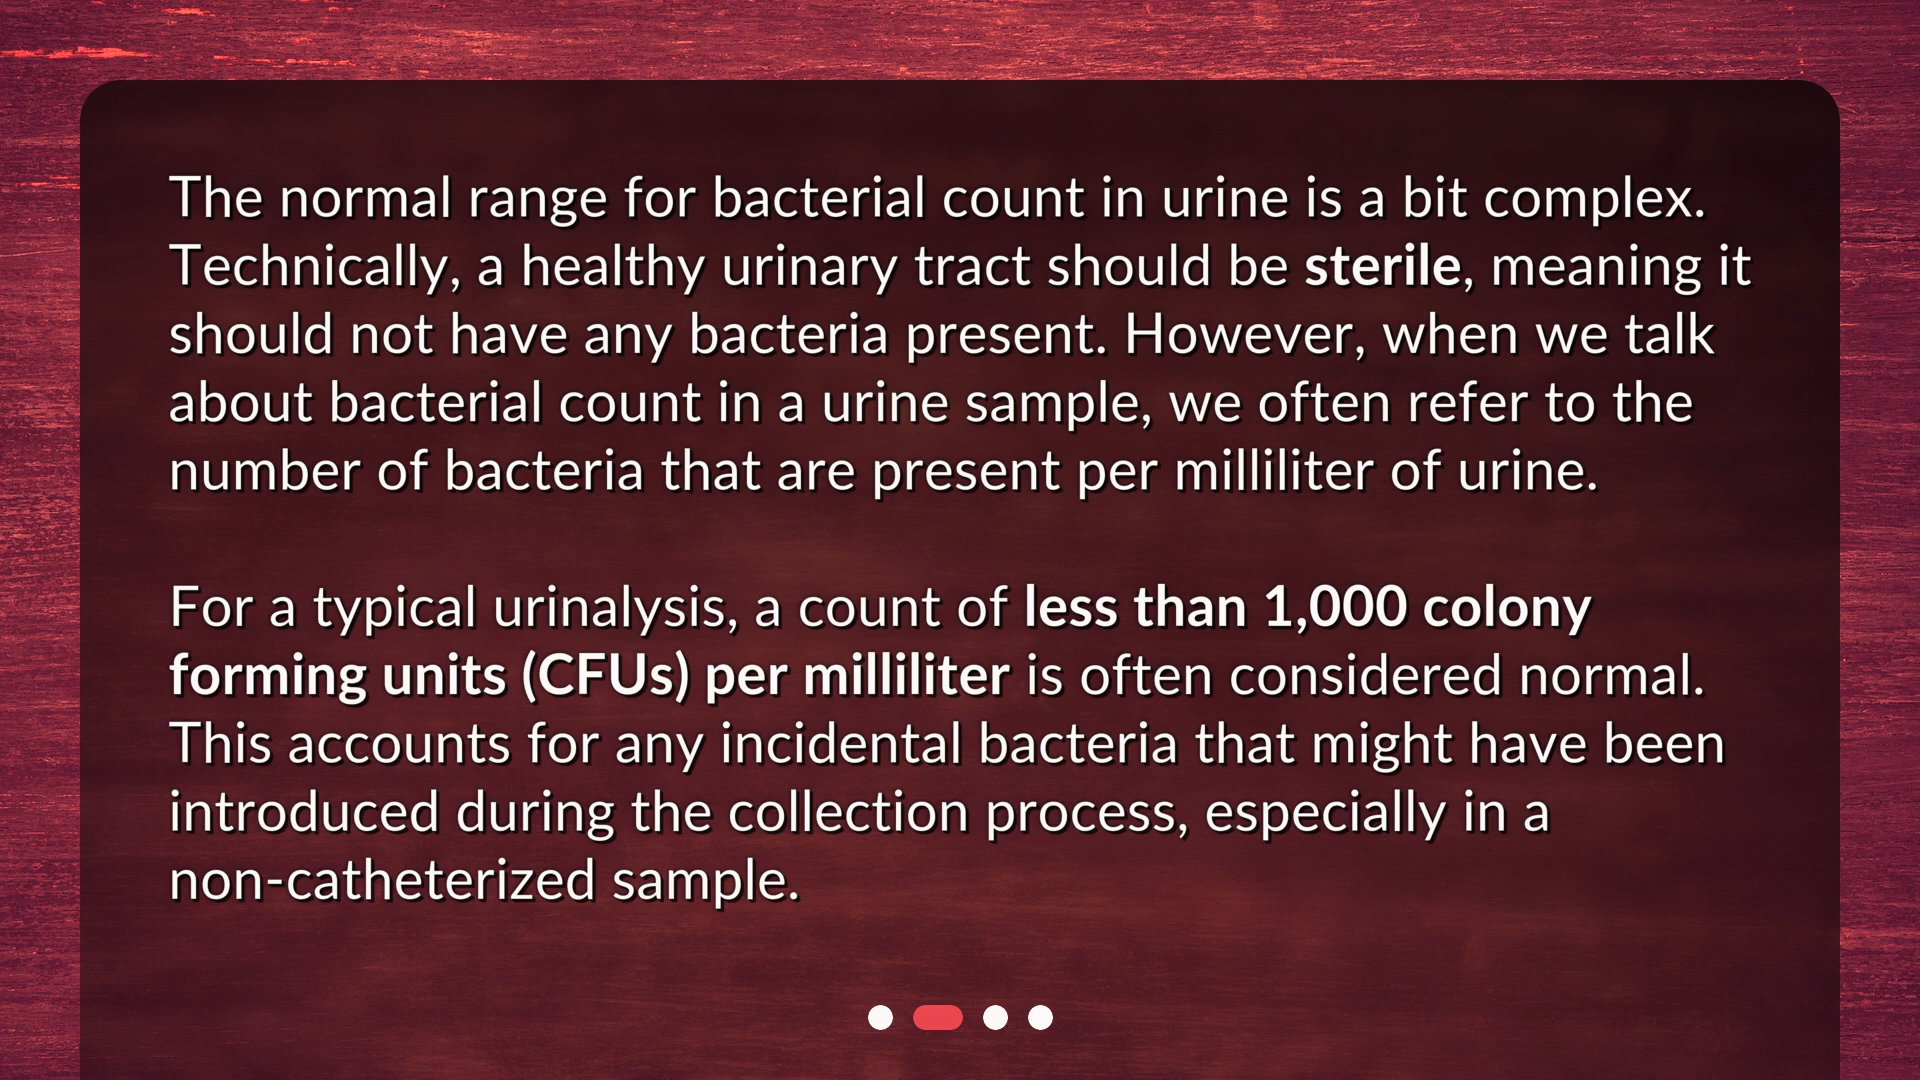 The normal range for bacterial count in urine is a bit complex.
Technically, a healthy urinary tract should be sterile, meaning it
should not have any bacteria present. However, when we talk
about bacterial count in a urine sample, we often refer to the
number of bacteria that are present per milliliter of urine.
For a typical urinalysis, a count of less than 1,000 colony
forming units (CFUs) per milliliter is often considered normal.
This accounts for any incidental bacteria that might have been
introduced during the collection process, especially in a
non-catheterized sample.